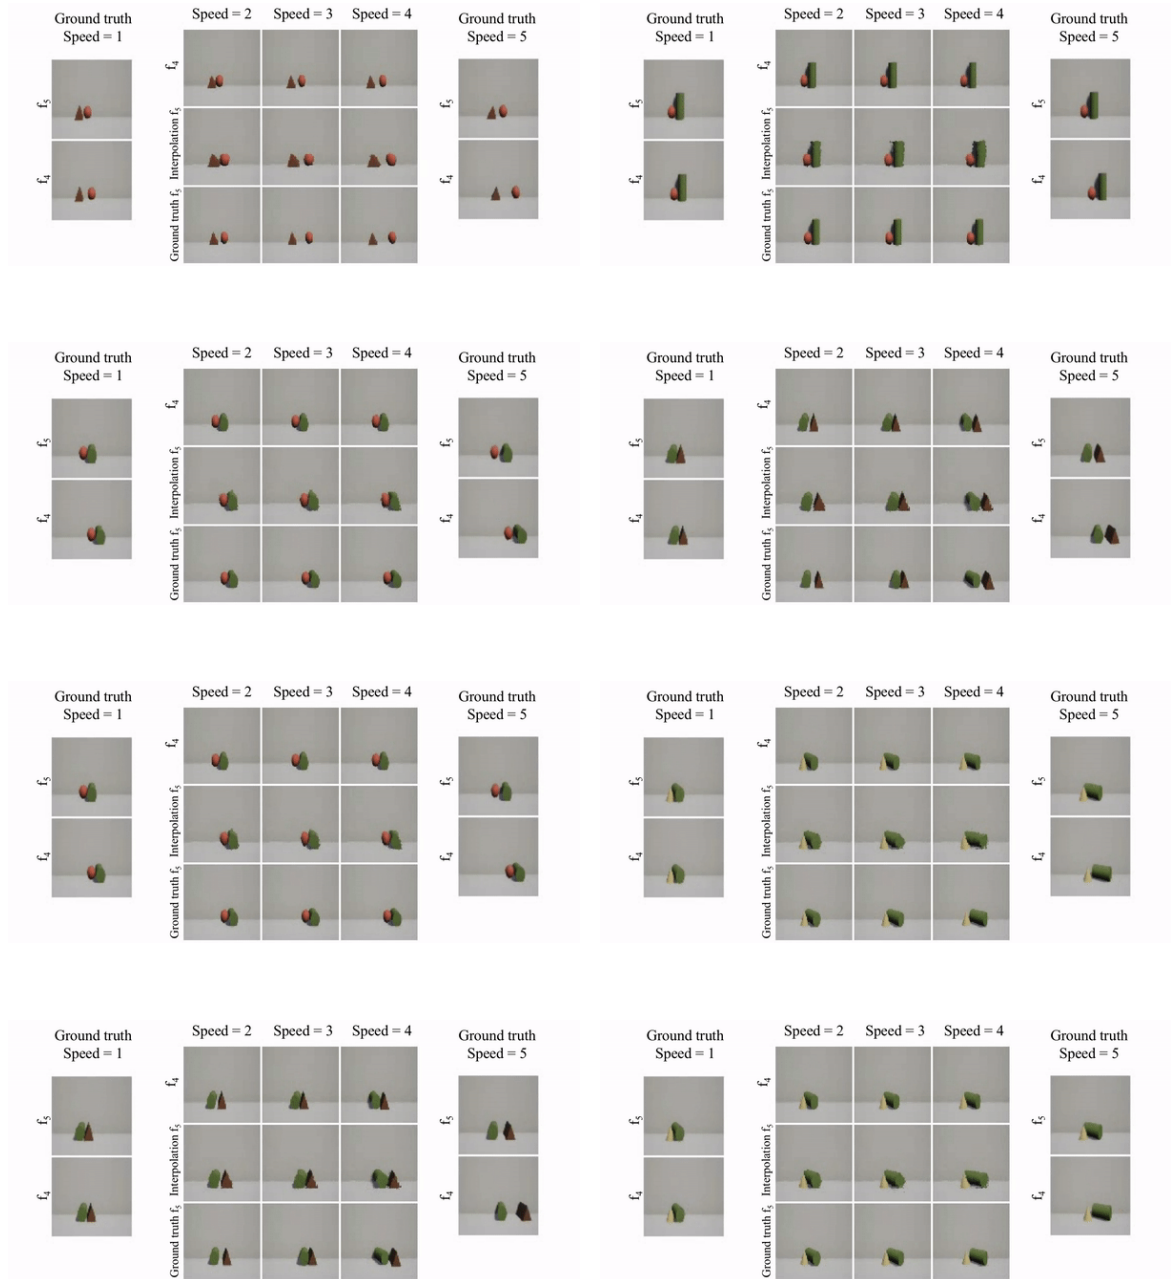 Ground truth
Speed = 1
Speed = 2
Speed = 3
Speed = 4
Ground truth
Speed = 5
f5
f4
f4
Interpolation f5
Ground truth f5
f5
f4
Ground truth
Speed = 1
Speed = 2
Speed = 3
Speed = 4
Ground truth
Speed = 5
f5
f4
f4
Interpolation f5
Ground truth f5
f5
f4
Ground truth
Speed = 1
Speed = 2
Speed = 3
Speed = 4
Ground truth
Speed = 5
f5
f4
f4
Interpolation f5
Ground truth f5
f5
f4
Ground truth
Speed = 1
Speed = 2
Speed = 3
Speed = 4
Ground truth
Speed = 5
f5
f4
f4
Interpolation f5
Ground truth f5
f5
f4
Ground truth
Speed = 1
Speed = 2
Speed = 3
Speed = 4
Ground truth
Speed = 5
f5
f4
f4
Interpolation f5
Ground truth f5
f5
f4
Ground truth
Speed = 1
Speed = 2
Speed = 3
Speed = 4
Ground truth
Speed = 5
f5
f4
f4
Interpolation f5
Ground truth f5
f5
f4
Ground truth
Speed = 1
Speed = 2
Speed = 3
Speed = 4
Ground truth
Speed = 5
f5
f4
f4
Interpolation f5
Ground truth f5
f5
f4
Ground truth
Speed = 1
Speed = 2
Speed = 3
Speed = 4
Ground truth
Speed = 5
f5
f4
f4
Interpolation f5
Ground truth f5
f5
f4